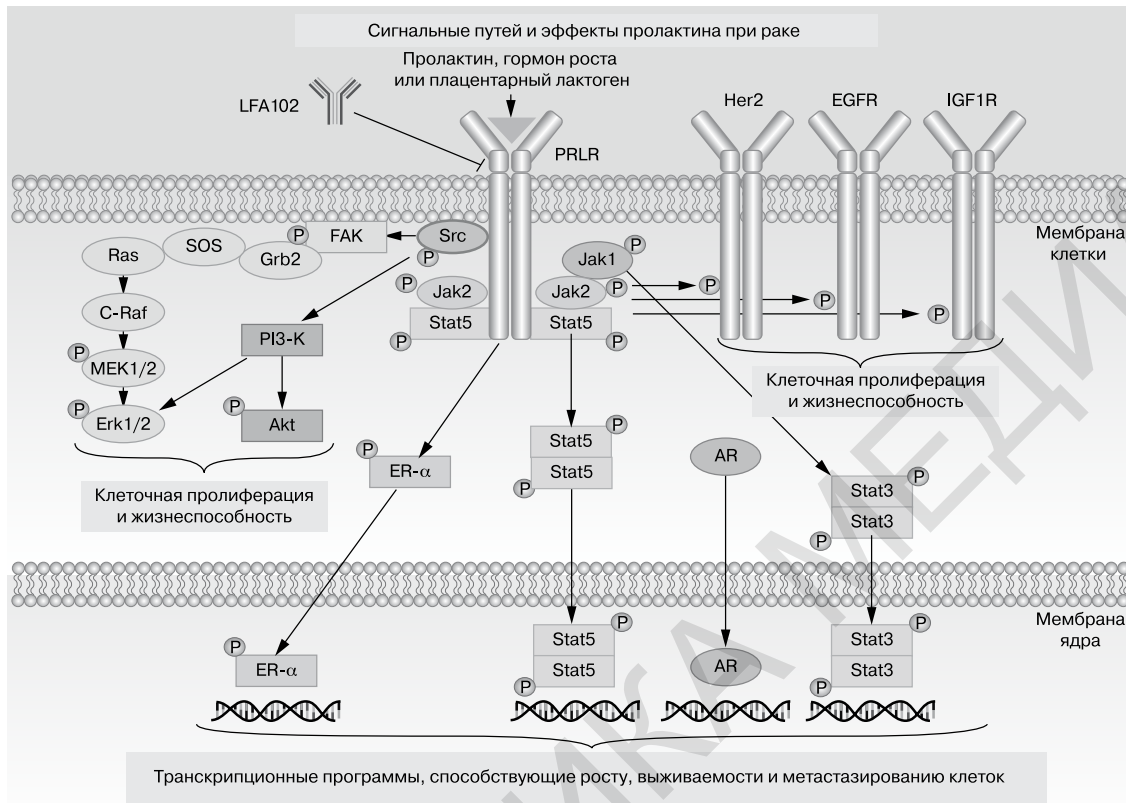 Сигнальные путей и эффекты пролактина при раке
Пролактин, гормон роста
или плацентарный лактоген
LFA102
PRLR
Her2
EGFR
IGF1R
Мембрана
клетки
Ras
SOS
Grb2
P
FAK
Src
P
Jak1
P
C-Raf
P
Jak2
Jak2
P
P
P
P
Stat5
Stat5
P
P
PI3-K
P
MEK1/2
P
Erk1/2
P
Akt
Клеточная пролиферация
и жизнеспособность
Клеточная пролиферация
и жизнеспособность
P
ER-α
Stat5
P
Stat5
P
AR
Stat3
P
Stat3
P
Мембрана
ядра
P
ER-α
Stat5
P
Stat5
P
AR
Stat3
P
Stat3
P
Транскрипционные программы, способствующие росту, выживаемости и метастазированию клеток
ИКА МЕДИ